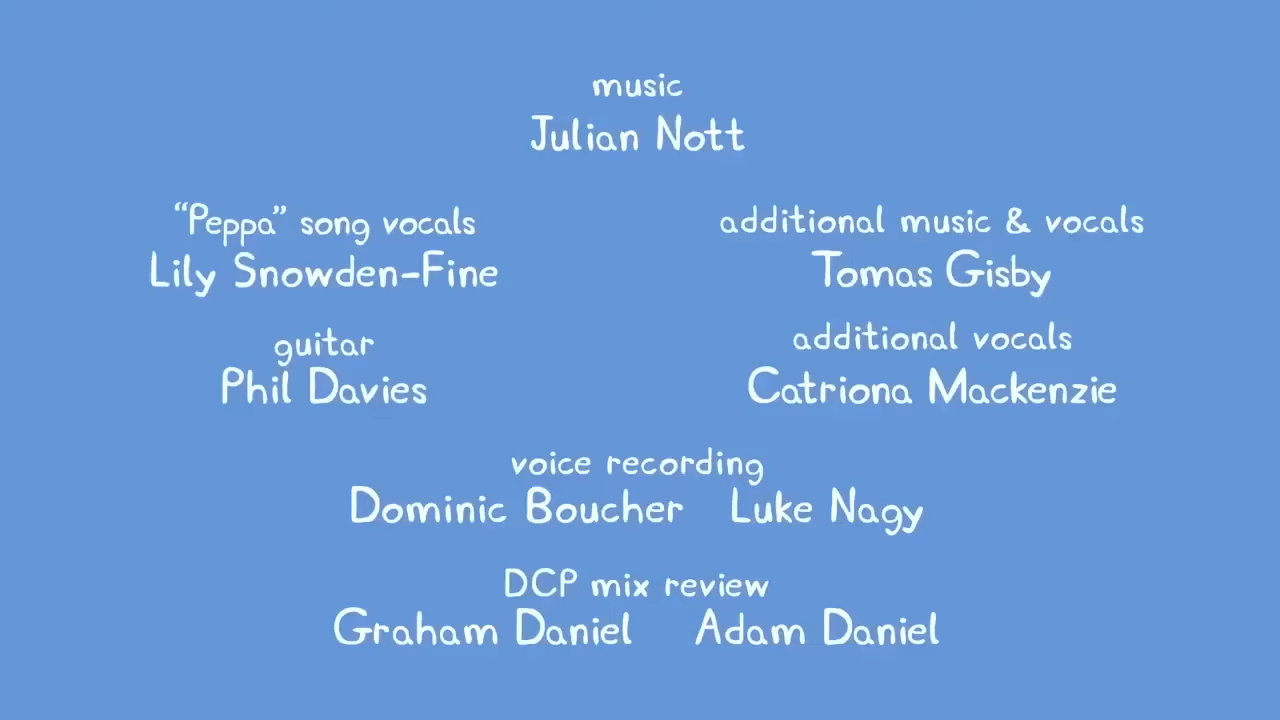 music
Julian Nott
“Peppa” song vocals
Lily Snowden-Fine
additional music & vocals
Tomas Gisby
guitar
Phil Davies
additional vocals
Catriona Mackenzie
voice recording
Dominic Boucher Luke Nagy
DCP mix review
Graham Daniel Adam Daniel